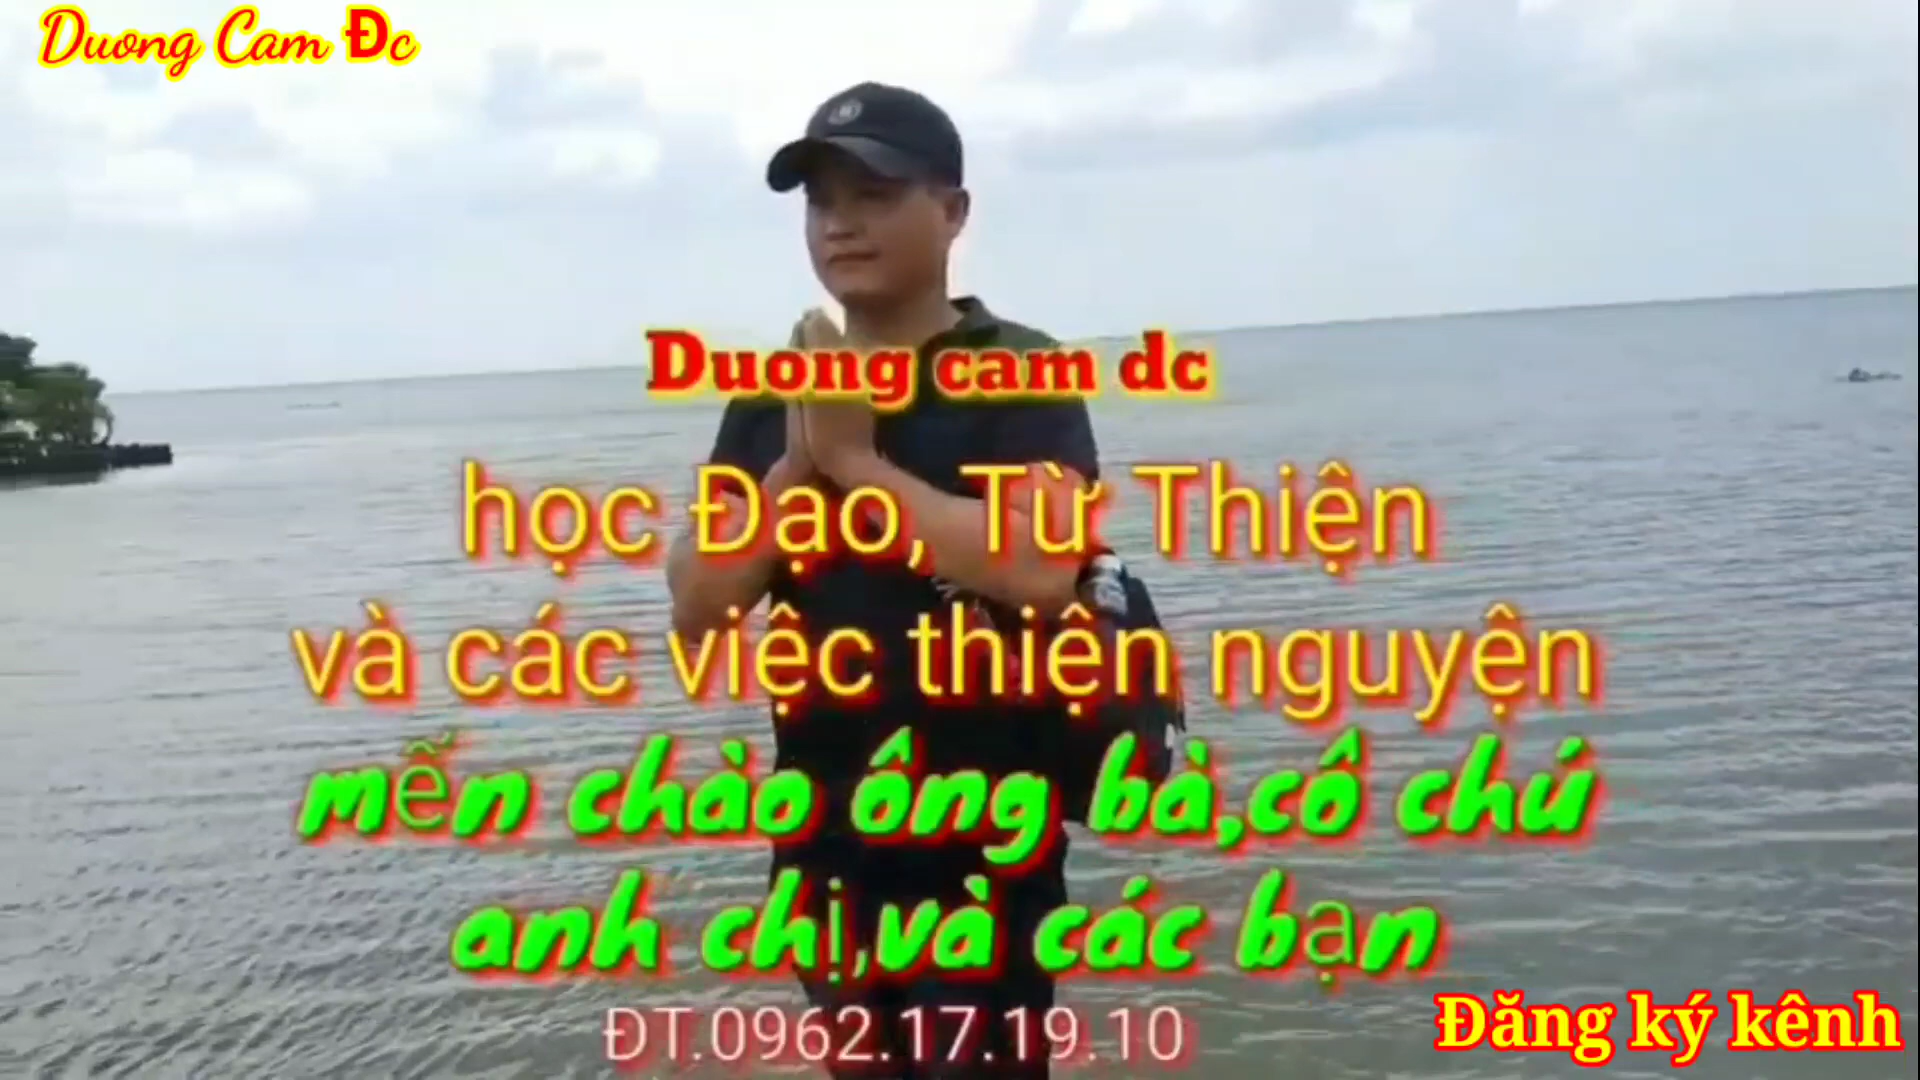 Duong Cam Đc
Duong cam dc
học Đạo, Từ Thiện
và các việc thiện nguyện
mễn chào ông bà,cô chú
anh chị,và các bạn
ĐT.0962.17.19.10
Đăng ký kênh